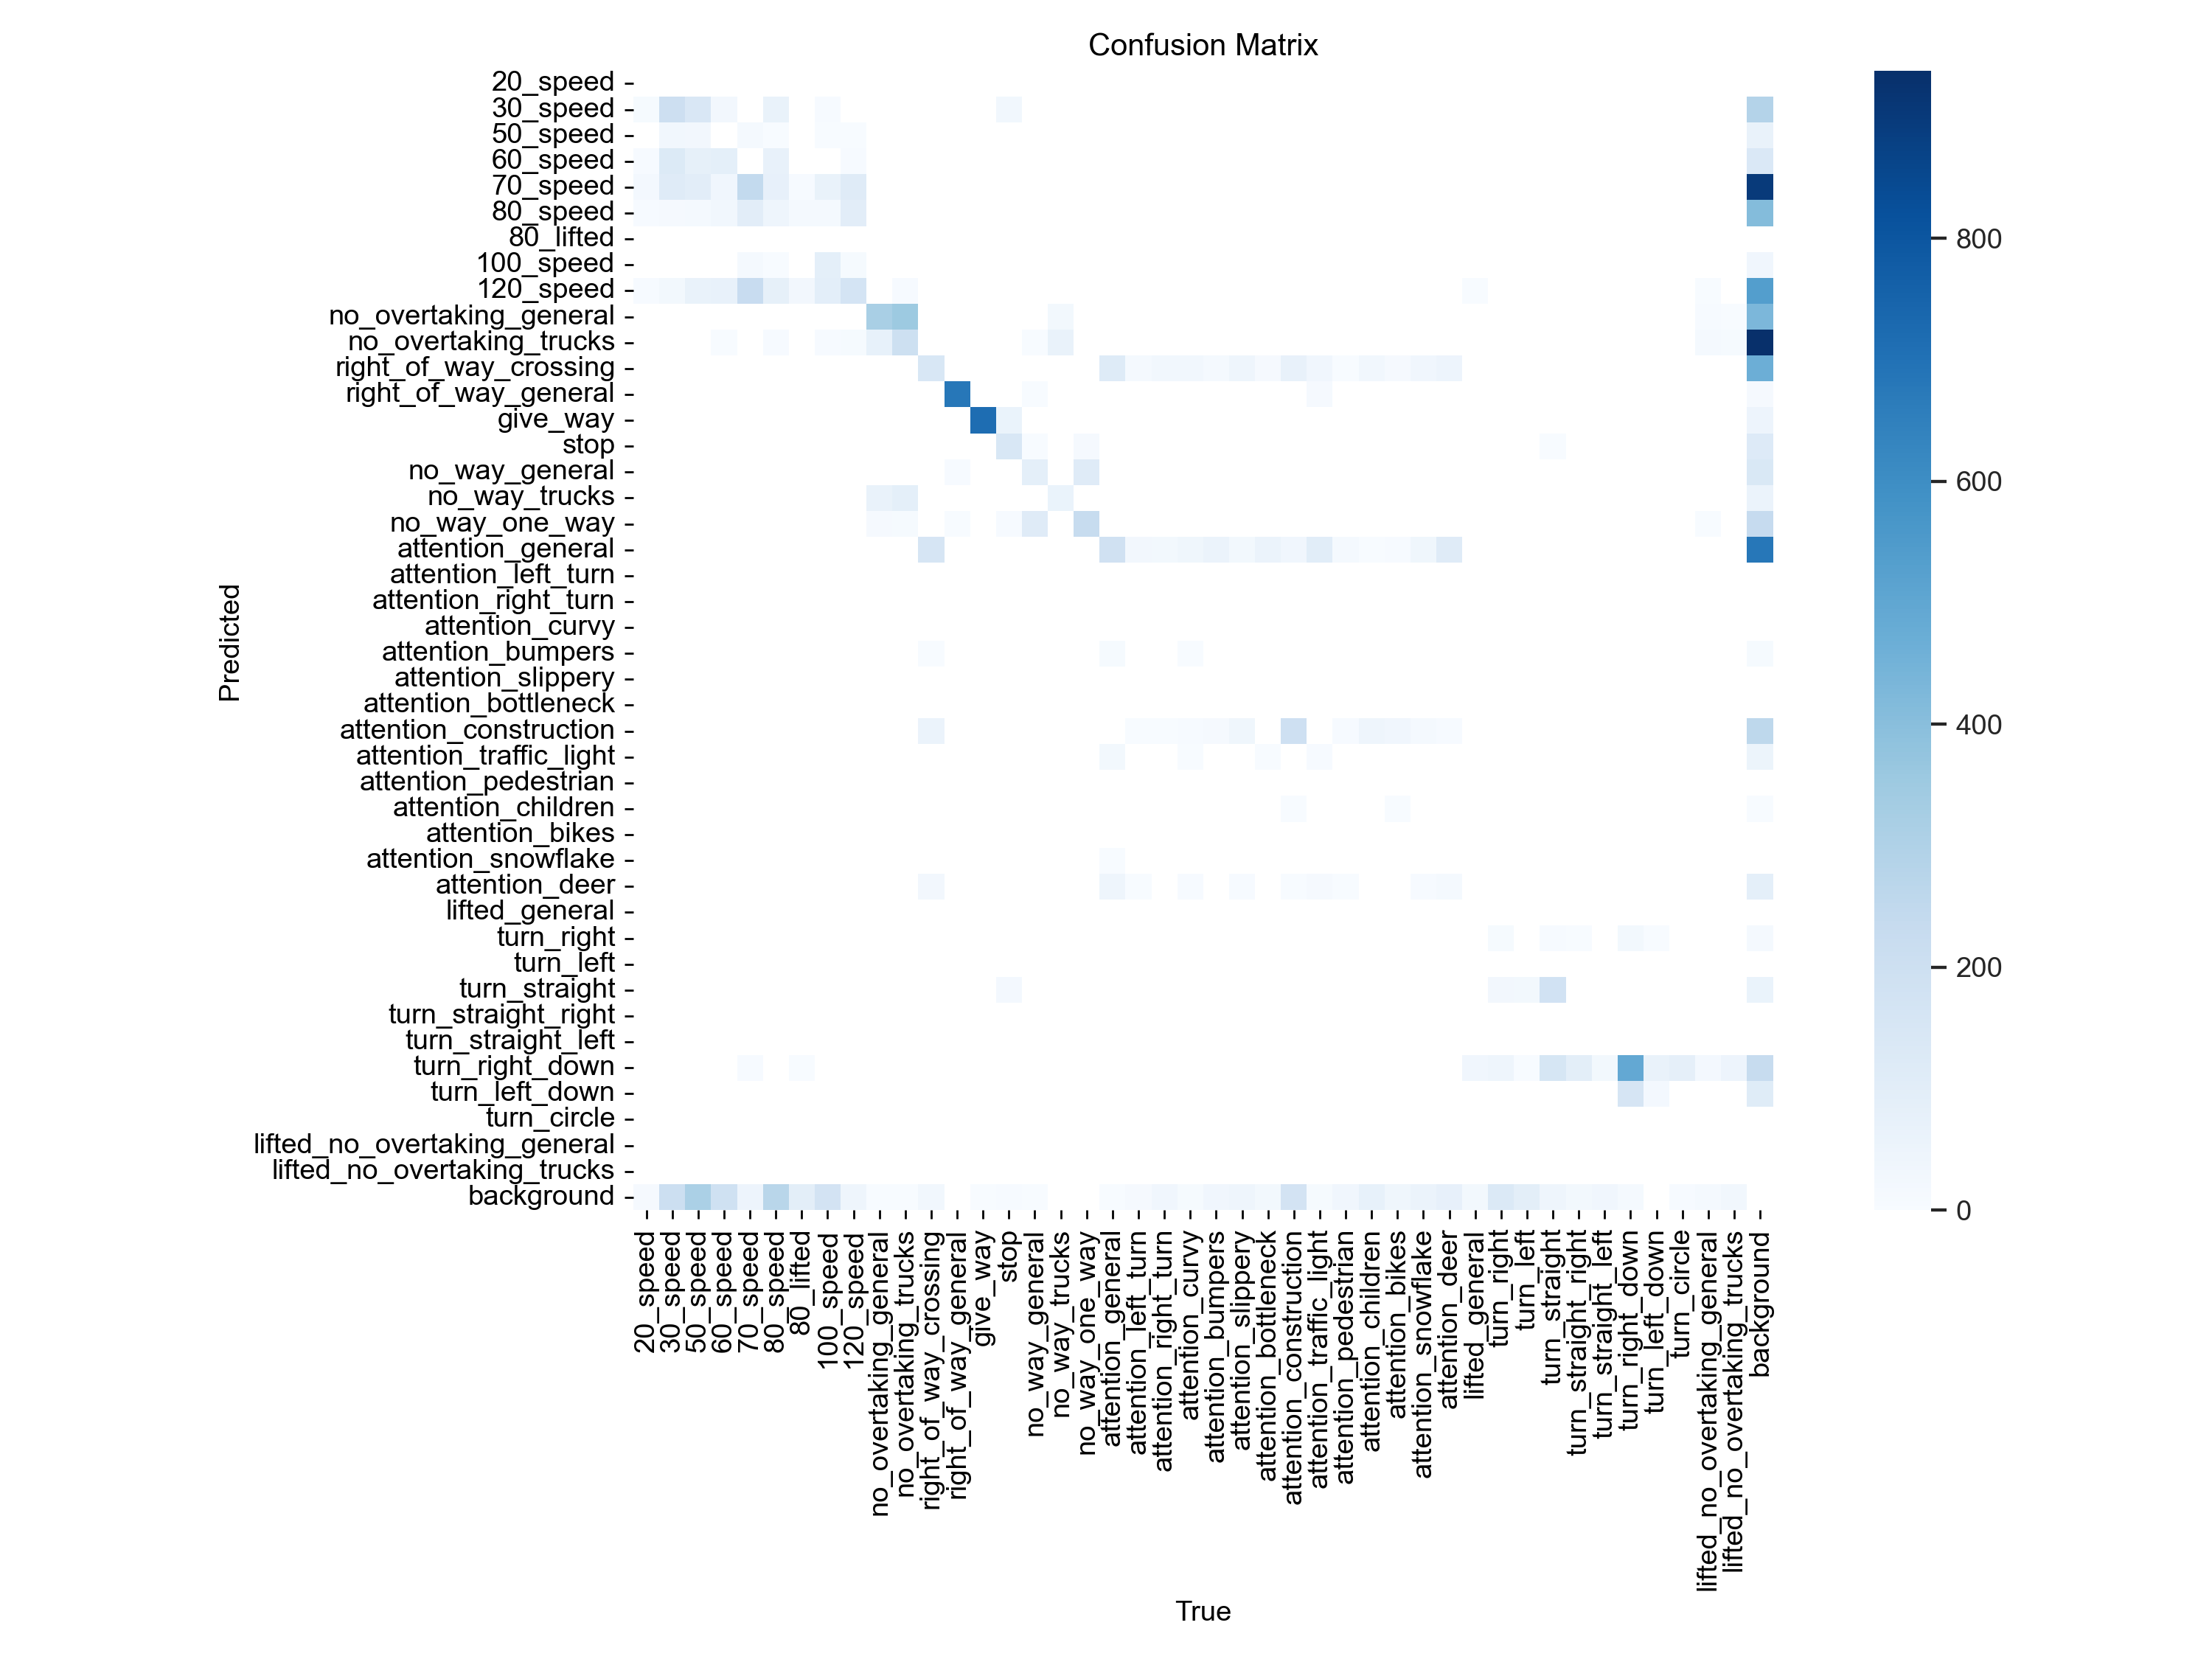 Confusion Matrix
20_speed
30_speed
50_speed
60_speed
70_speed
80_speed
80_lifted
100_speed
120_speed
no_overtaking_general
no_overtaking_trucks
right_of_way_crossing
right_of_way_general
give_way
stop
no_way_general
no_way_trucks
no_way_one_way
attention_general
attention_left_turn
attention_right_turn
attention_curvy
attention_bumpers
attention_slippery
attention_bottleneck
attention_construction
attention_traffic_light
attention_pedestrian
attention_children
attention_bikes
attention_snowflake
attention_deer
lifted_general
turn_right
turn_left
turn_straight
turn_straight_right
turn_straight_left
turn_right_down
turn_left_down
turn_circle
lifted_no_overtaking_general
lifted_no_overtaking_trucks
background
Predicted
20_speed
30_speed
50_speed
60_speed
70_speed
80_speed
80_lifted
100_speed
120_speed
no_overtaking_general
no_overtaking_trucks
right_of_way_crossing
right_of_way_general
give_way
stop
no_way_general
no_way_trucks
no_way_one_way
attention_general
attention_left_turn
attention_right_turn
attention_curvy
attention_bumpers
attention_slippery
attention_bottleneck
attention_construction
attention_traffic_light
attention_pedestrian
attention_children
attention_bikes
attention_snowflake
attention_deer
lifted_general
turn_right
turn_left
turn_straight
turn_straight_right
turn_straight_left
turn_right_down
turn_left_down
turn_circle
lifted_no_overtaking_general
lifted_no_overtaking_trucks
background
True
800
600
400
200
0